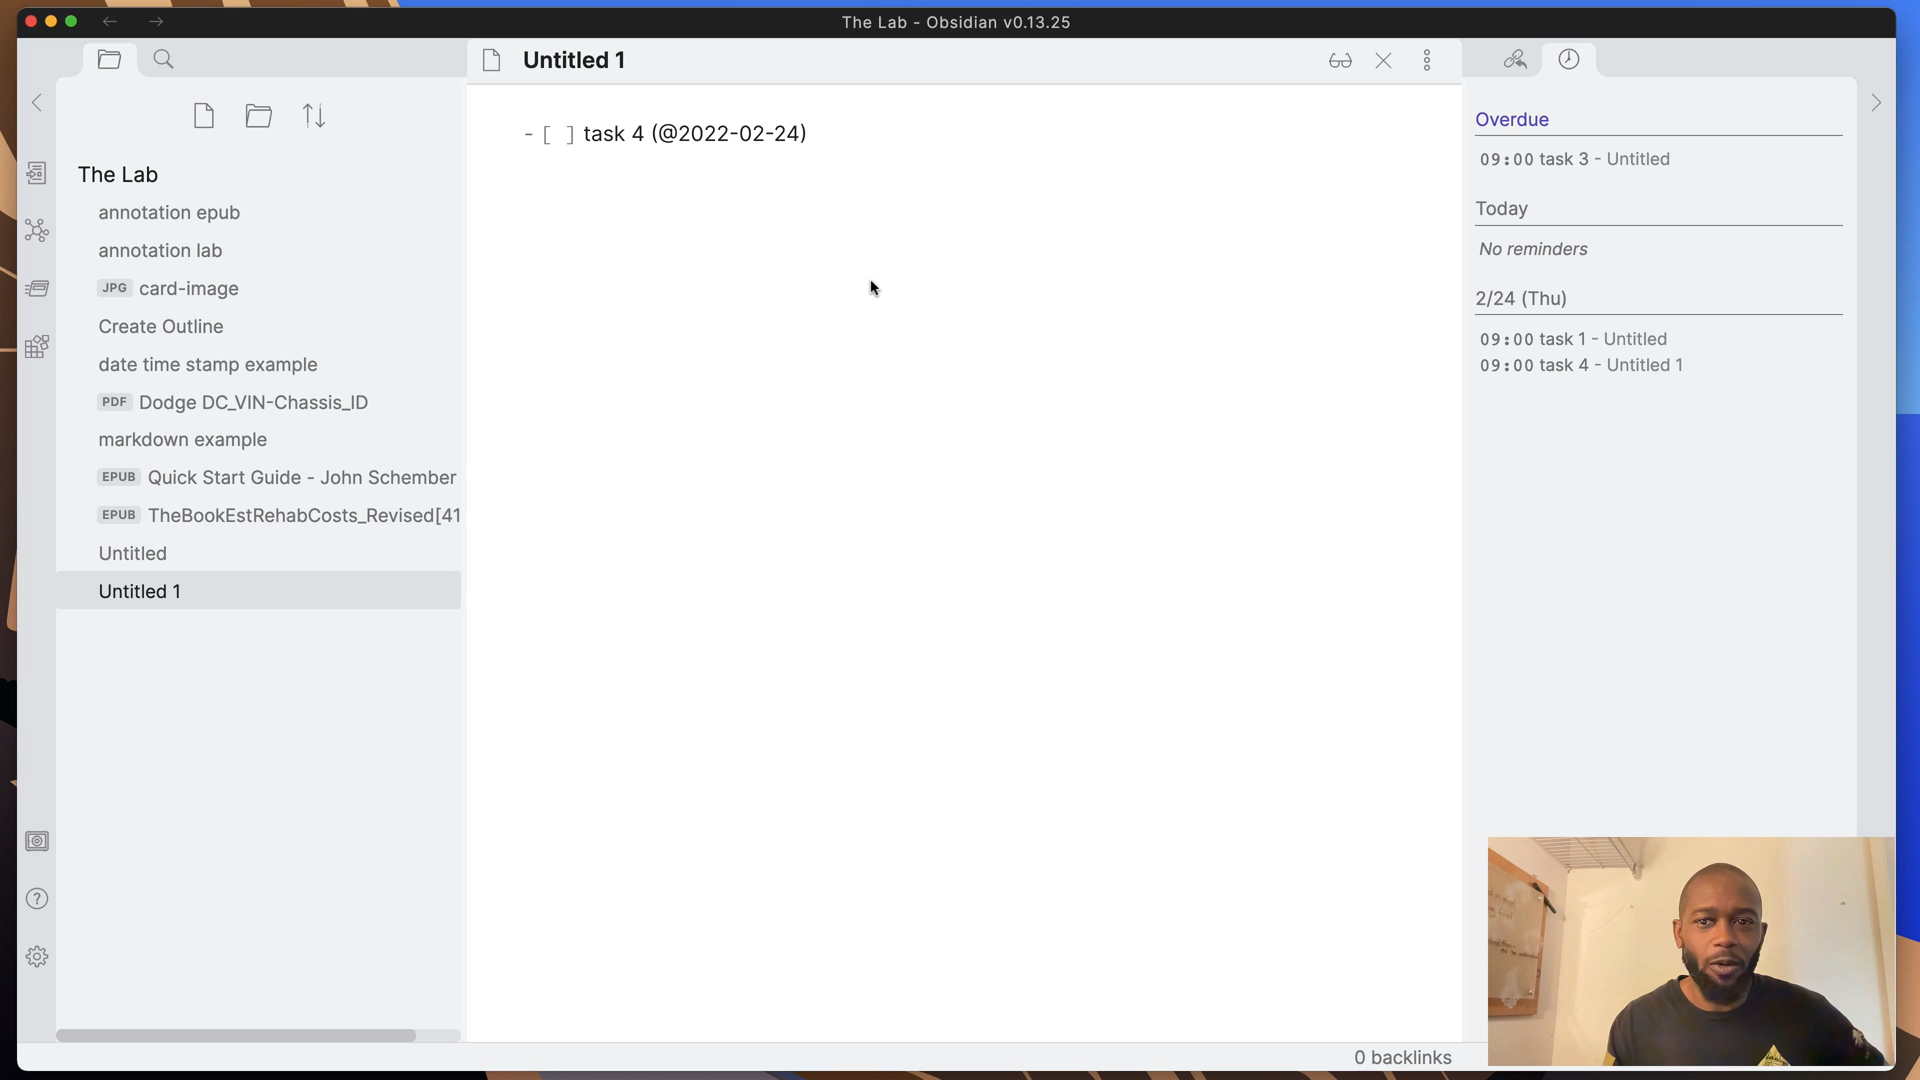 The Lab - Obsidian v0.13.25
Untitled 1
- [ ] task 4 (@2022-02-24)
The Lab
annotation epub
annotation lab
JPG card-image
Create Outline
date time stamp example
PDF Dodge DC_VIN-Chassis_ID
markdown example
EPUB Quick Start Guide - John Schember
EPUB TheBookEstRehabCosts_Revised[41
Untitled
Untitled 1
Overdue
09:00 task 3 - Untitled
Today
No reminders
2/24 (Thu)
09:00 task 1 - Untitled
09:00 task 4 - Untitled 1
0 backlinks